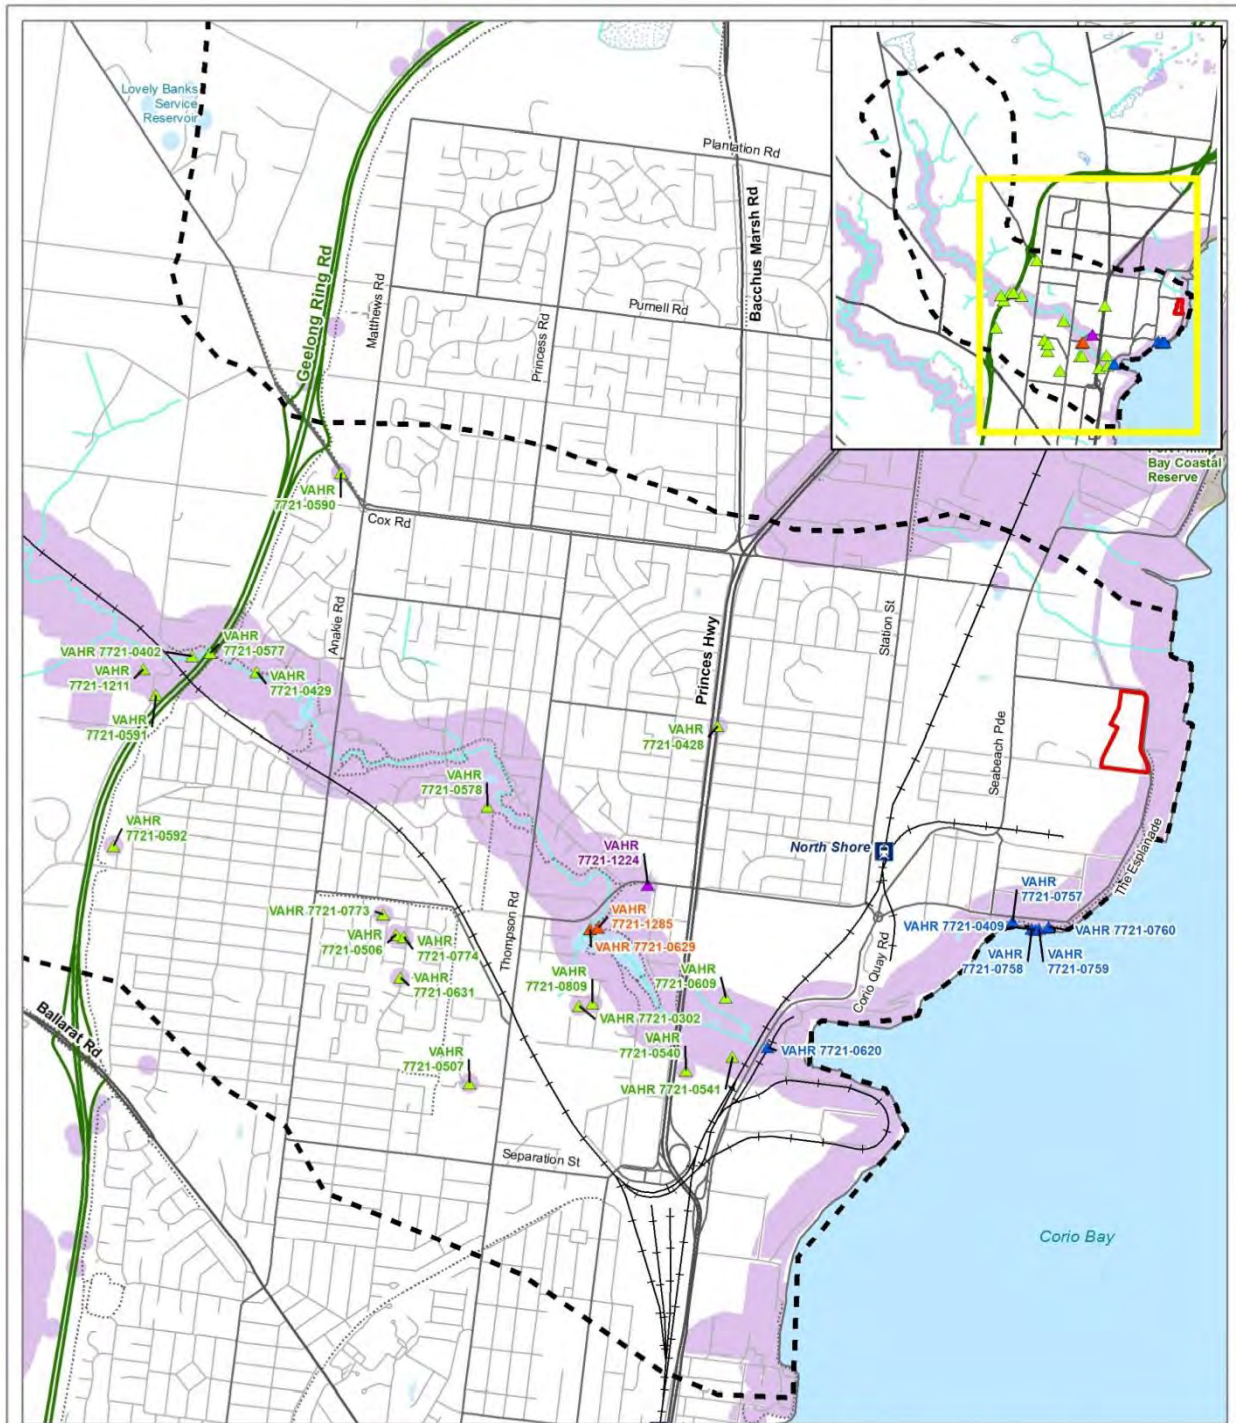 Lovely Banks
Service
Reservoir
Plantation Rd
Bacchus Marsh Rd
Geelong Ring Rd
Matthews Rd
Princess Rd
Purnell Rd
Bay Coastal
Reserve
VAHR
7721-0590
Cox Rd
Anakie Rd
Princes Hwy
Station St
VAHR 7721-0402
VAHR
7721-0577
VAHR
7721-1211
VAHR
7721-0429
VAHR
7721-0591
VAHR
7721-0428
Seabeach Pde
VAHR
7721-0578
VAHR
7721-0592
VAHR
7721-1224
North Shore
The Esplanade
VAHR 7721-0773
VAHR
7721-0506
VAHR
7721-0774
VAHR
7721-0631
Thompson Rd
VAHR
7721-1285
VAHR 7721-0629
VAHR
7721-0757
VAHR 7721-0409
VAHR 7721-0760
VAHR
7721-0758
VAHR
7721-0759
Corio Quay Rd
VAHR
7721-0809
VAHR
7721-0609
VAHR 7721-0302
VAHR
7721-0540
VAHR 7721-0620
VAHR 7721-0541
VAHR
7721-0507
Ballarat Rd
Separation St
Corio Bay